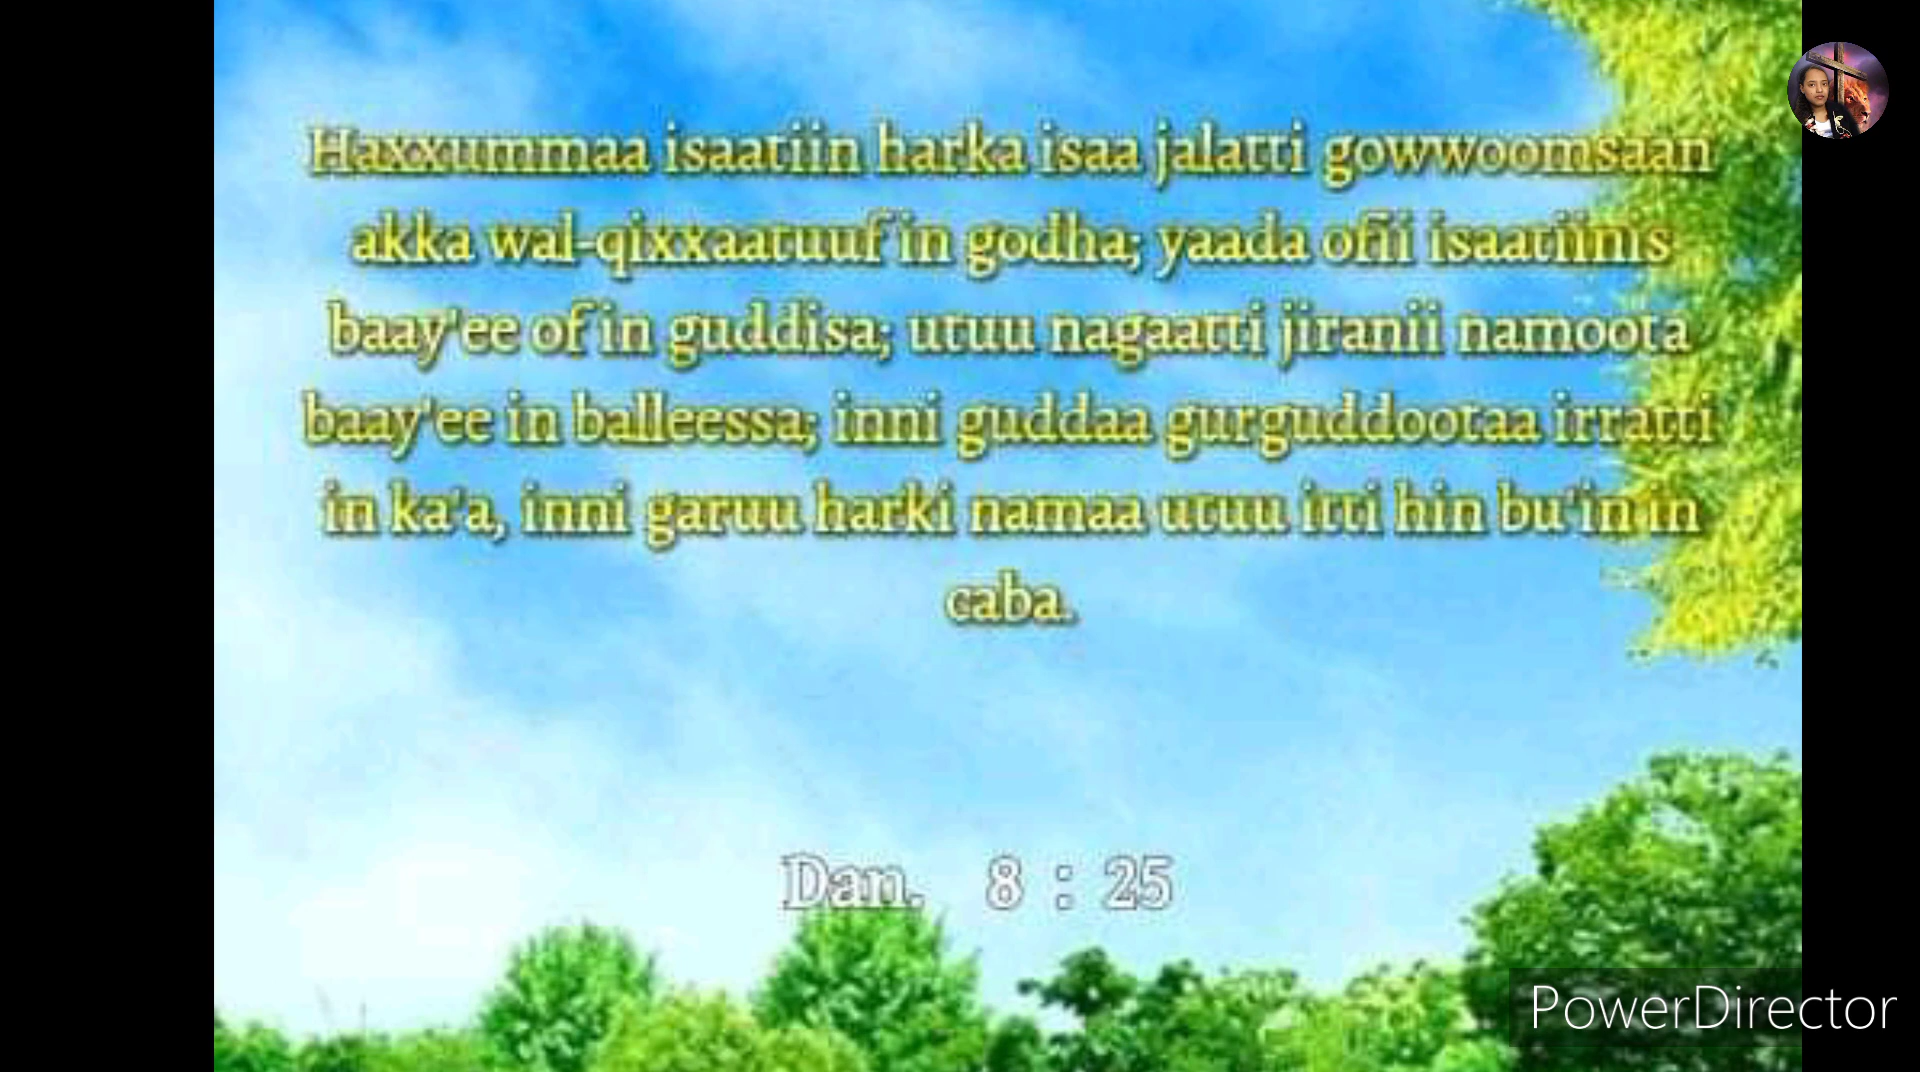 Haxxummaa isaatiin harka isaa jalatti gowwoomsaan
akka wal-qixxaatuuf in godha; yaada ofii isaatiinis
baay'ee of in guddisa; utuu nagaatti jiranii namoota
baay'ee in balleessa; inni guddaa gurguddootaa irratti
in ka'a, inni garuu harki namaa utuu itti hin bu'in in
caba.
Dan. 8 : 25
PowerDirector